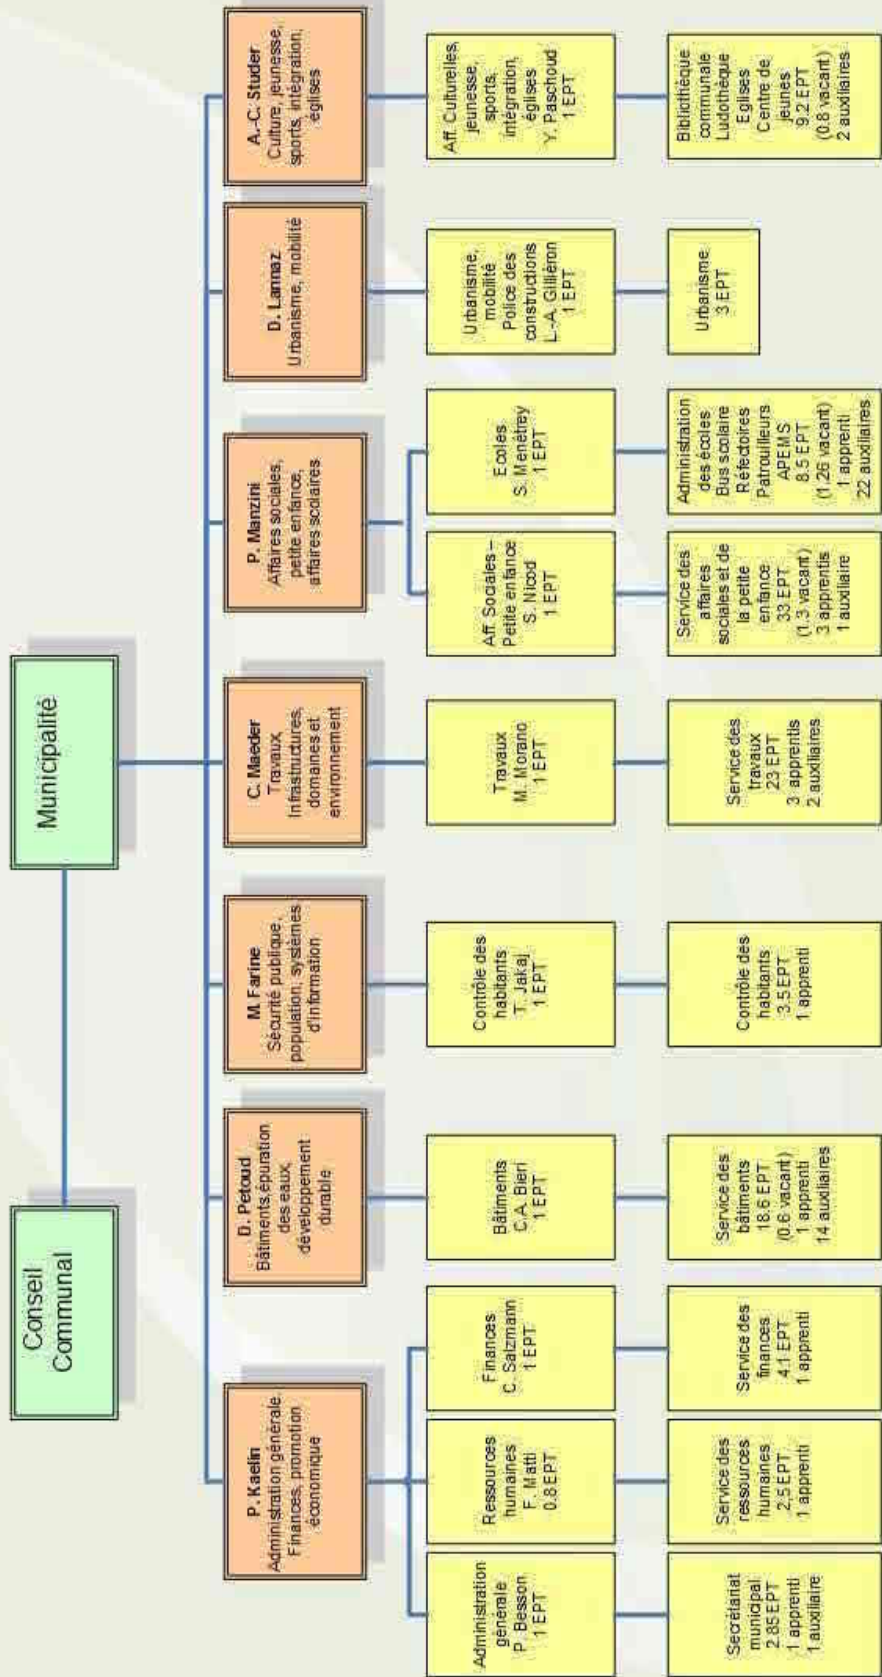 Conseil
Communal
Municipalité
P. Kaelin
Administration générale,
Finances, promotion
économique
D. Petoud
Bâtiments, épuration
des eaux,
développement
durable
M. Farine
Sécurité publique,
population, systèmes
d'information
C. Maeder
Travaux,
Infrastructures,
domaines et
environnement
P. Manzini
Affaires sociales,
petite enfance,
affaires scolaires
D. Lannaz
Urbanisme, mobilité
A.-C. Studer
Culture, jeunesse,
sports, intégration,
églises
Administration
générale
P. Besson
1 EPT
Ressources
humaines
F. Matti
0.8 EPT
Finances
C. Salzmann
1 EPT
Bâtiments
C.A. Bieri
1 EPT
Contrôle des
habitants
T. Jakaj
1 EPT
Travaux
M. Morano
1 EPT
Aff. Sociales –
Petite enfance
S. Nicod
1 EPT
Ecoles
S. Menétrey
1 EPT
Urbanisme,
mobilité
Police des
constructions
L.-A. Gilliéron
1 EPT
Aff. Culturelles,
jeunesse,
sports,
intégration,
églises
Y. Paschoud
1 EPT
Secrétariat
municipal
2.85 EPT
1 apprenti
1 auxiliaire
Service des
ressources
humaines
2,5 EPT
1 apprenti
Service des
finances
4.1 EPT
1 apprenti
Service des
bâtiments
18.6 EPT
(0.6 vacant)
1 apprenti
14 auxiliaires
Contrôle des
habitants
3.5 EPT
1 apprenti
Service des
travaux
23 EPT
3 apprentis
2 auxiliaires
Service des
affaires
sociales et de
la petite
enfance
33 EPT
(1.3 vacant)
3 apprentis
1 auxiliaire
Administration
des écoles
Bus scolaire
Réfectoires
Patrouilleurs
APEMS
8.5 EPT
(1.26 vacant)
1 apprenti
22 auxiliaires
Urbanisme
3 EPT
Bibliothèque
communale
Ludothèque
Eglises
Centre de
jeunes
9.2 EPT
(0.8 vacant)
2 auxiliaires